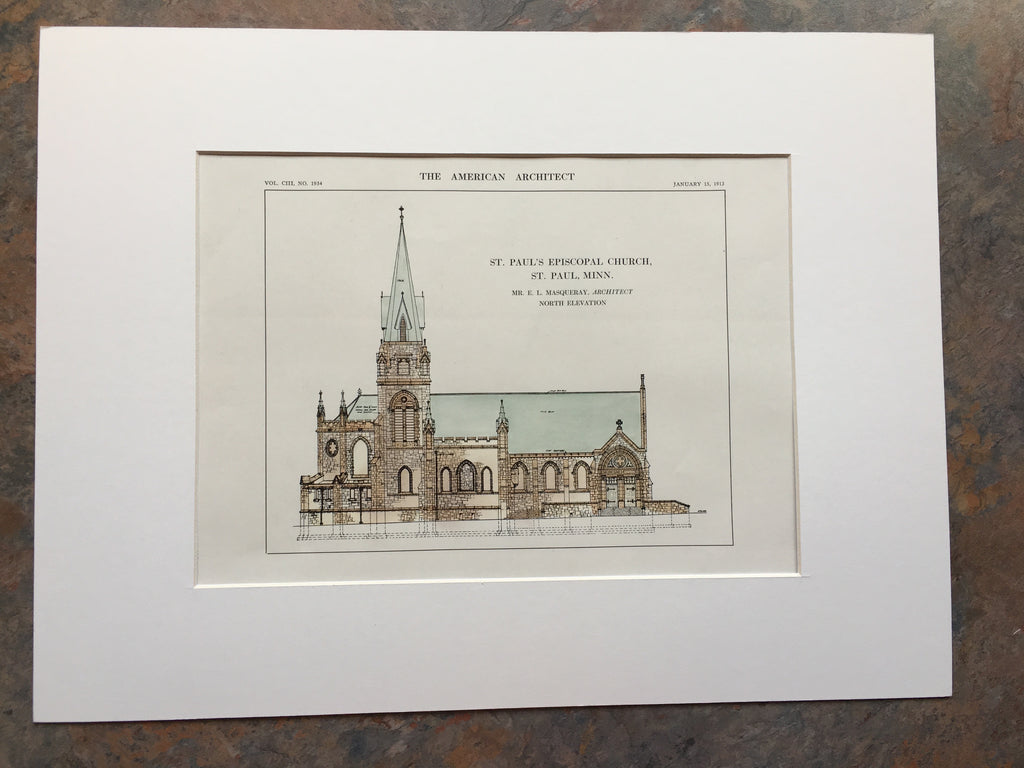 THE AMERICAN ARCHITECT
VOL. CIII, NO. 1934
JANUARY 15, 1913
ST. PAUL'S EPISCOPAL CHURCH,
ST. PAUL, MINN.
MR. E. L. MASQUERAY, ARCHITECT
NORTH ELEVATION